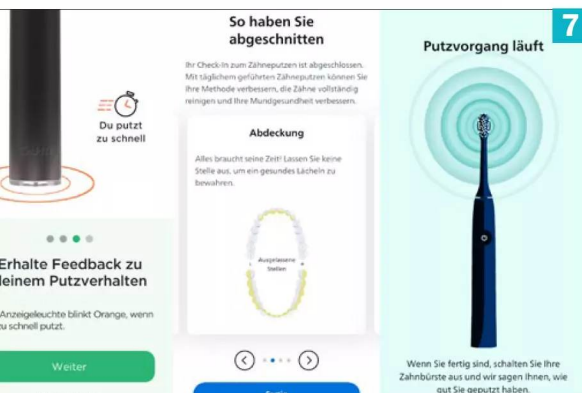 7
Du putzt
zu schnell
Erhalte Feedback zu
deinem Putzverhalten
Anzeigeleuchte blinkt Orange, wenn
zu schnell putzt.
Weiter
So haben Sie
abgeschnitten
Ihr Check-in zum Zähneputzen ist abgeschlossen.
Mit täglichem geführten Zähneputzen können Sie
Ihre Methode verbessern, die Zähne vollständig
reinigen und Ihre Mundgesundheit verbessern.
Abdeckung
Alles braucht seine Zeit! Lassen Sie keine
Stelle aus, um ein gesundes Lächeln zu
bewahren.
Ausgelassene
Stellen
Putzvorgang läuft
Wenn Sie fertig sind, schalten Sie Ihre
Zahnbürste aus und wir sagen Ihnen, wie
gut Sie geputzt haben.